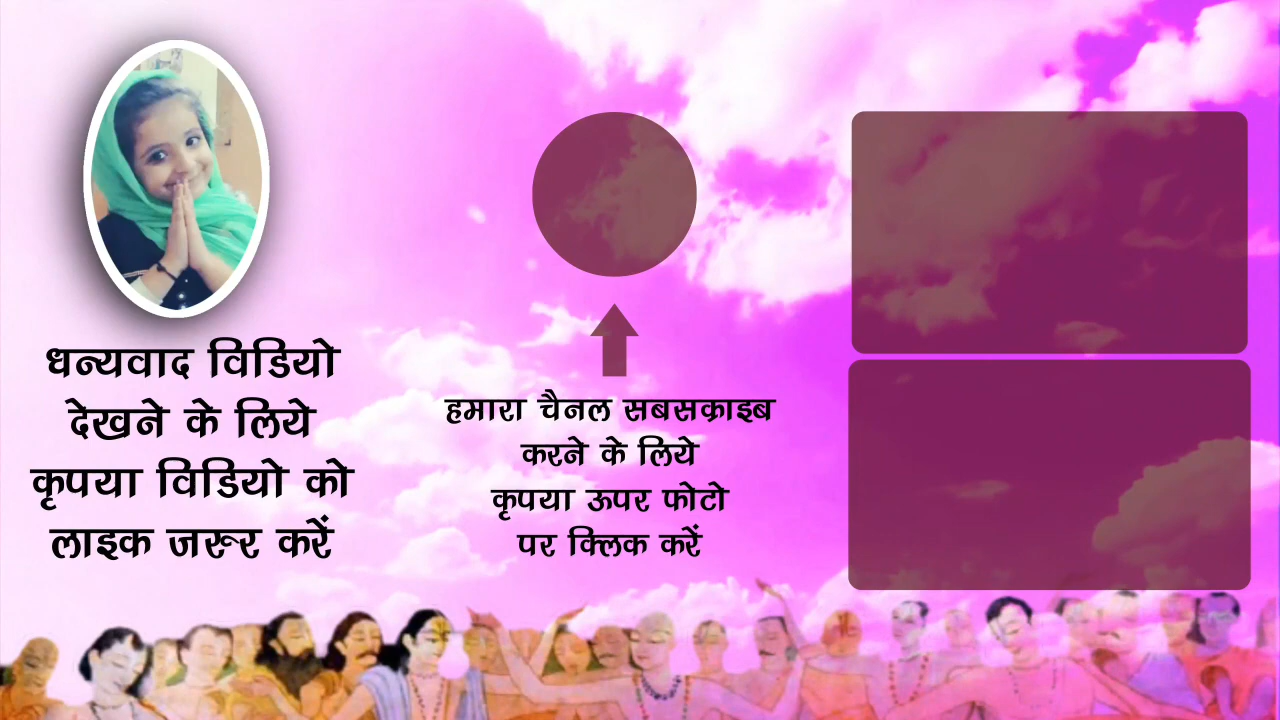 धन्यवाद विडियो
देखने के लिये
कृपया विडियो को
लाइक जरूर करें
हमारा चैनल सबसक्राइब
करने के लिये
कृपया ऊपर फोटो
पर क्लिक करें